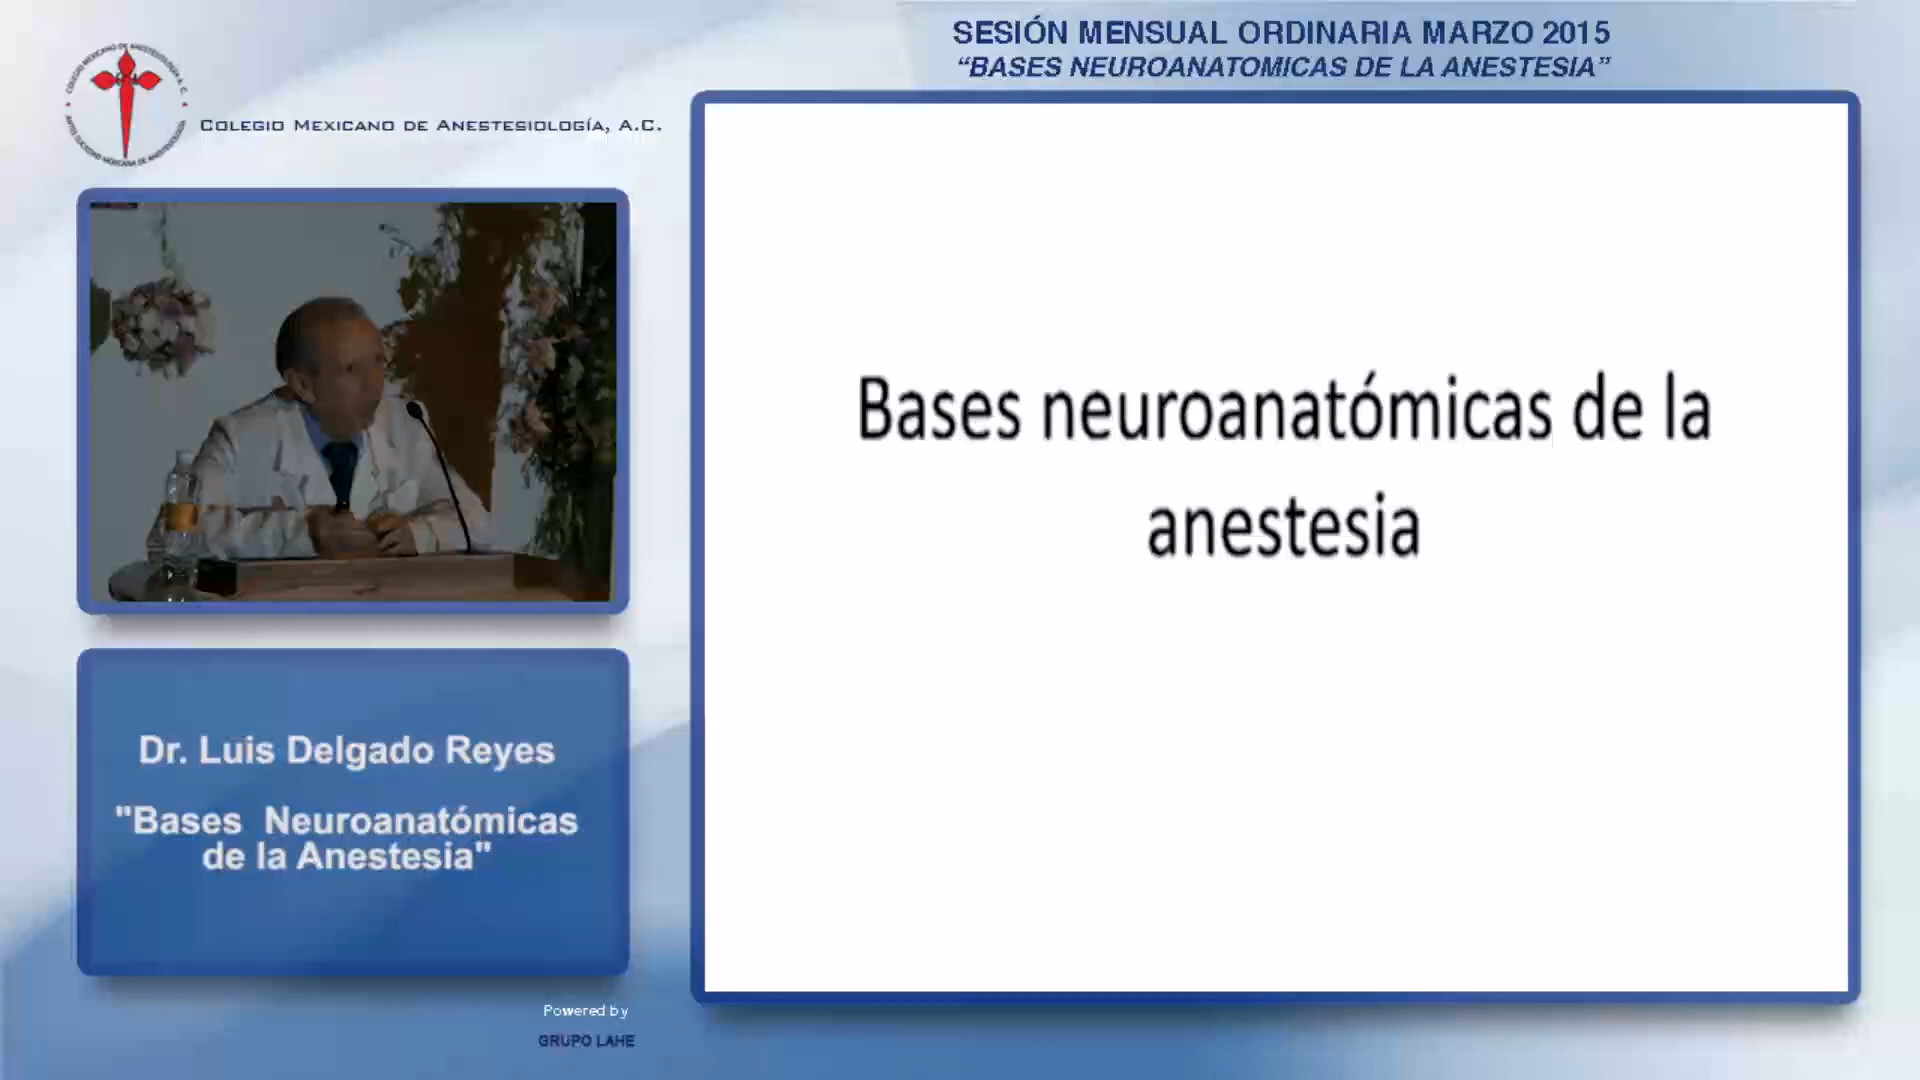 SESIÓN MENSUAL ORDINARIA MARZO 2015
“BASES NEUROANATOMICAS DE LA ANESTESIA”
COLEGIO MEXICANO DE ANESTESIOLOGÍA, A.C.
Bases neuroanatómicas de la
anestesia
Dr. Luis Delgado Reyes
"Bases Neuroanatómicas
de la Anestesia"
Powered by
GRUPO LAHE